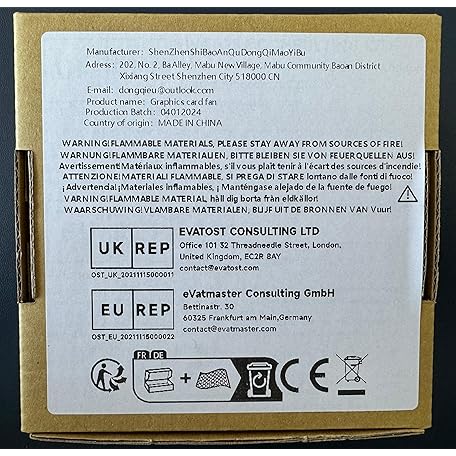 Manufacturer: ShenZhenShiBaoAnQuDongQiMaoYiBu
Adress: 202, No. 2, BaAlley, Mabu New Village, Mabu Community Baoan District
Xixiang Street Shenzhen City 518000 CN
E-mail: dongqieu@outlook.com
Product name: Graphics card fan
Production Batch: 04012024
Country of origin: MADE IN CHINA
WARNING!FLAMMABLE MATERIALS, PLEASE STAY AWAY FROM SOURCES OF FIRE!
WARNUNG!FLAMMBARE MATERIALIEN, BITTE BLEIBEN SIE VON FEUERQUELLEN AUS!
Avertissement!Matériaux inflammables, s'il vous plaît tenir à l'écart des sources d'incendie!
ATTENZIONE! MATERIALI FLAMMABILE, SI PREGA DI STARE lontano dalle fonti di fuoco!
¡Advertencia! ¡Materiales inflamables, ¡ Manténgase alejado de la fuente de fuego!
VARNING! FLAMMABLE MATERIAL, håll dig borta från eldkällor!
WAARSCHUWING!VLAMBARE MATERIALEN, BLIJF UIT DE BRONNEN VAN Vuur!
UK REP
EVATOST CONSULTING LTD
Office 101 32 Threadneedle Street, London,
United Kingdom, EC2R 8AY
contact@evatost.com
OST_UK_20211115000011
EU REP
eVatmaster Consulting GmbH
Bettinastr. 30
60325 Frankfurt am Main,Germany
contact@evatmaster.com
OST_EU_20211115000022
FR DE